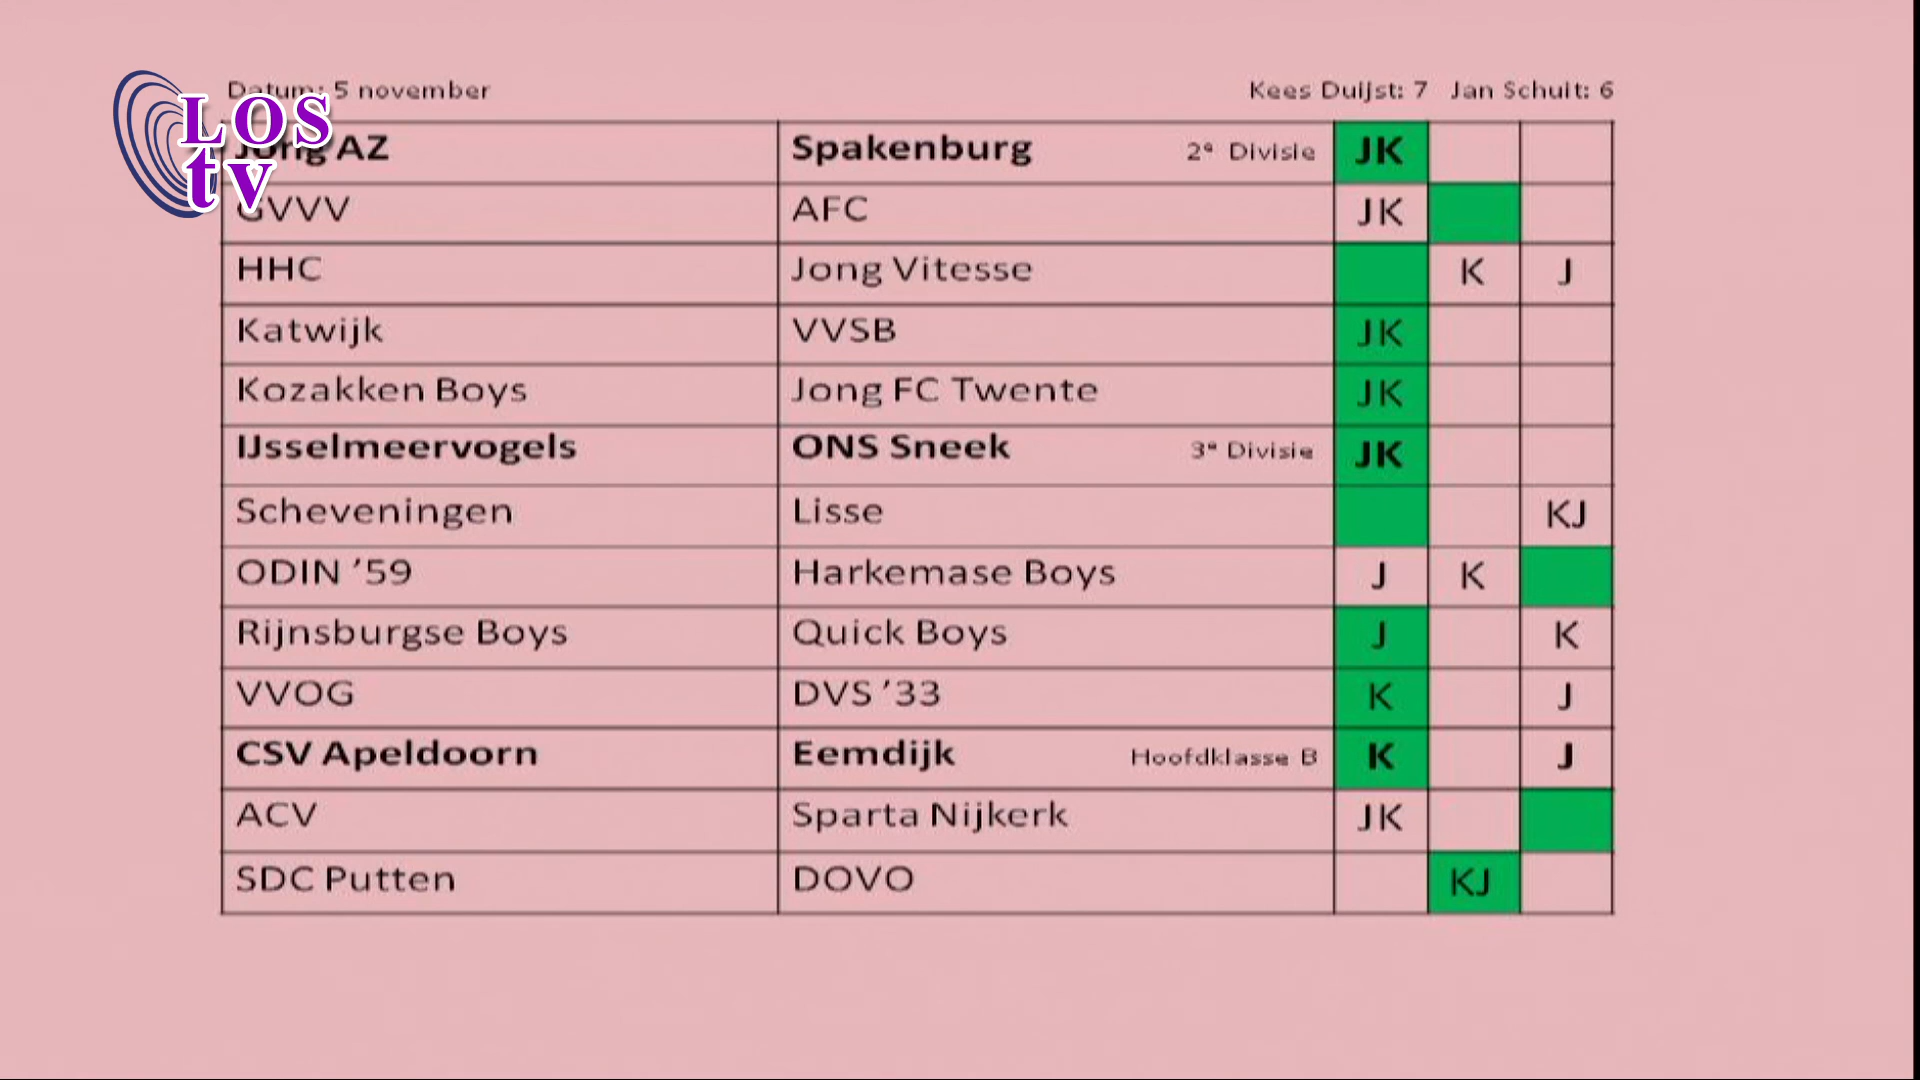 Datum: 5 november Kees Duijst: 7 Jan Schuit: 6
LOS
tv
Jong AZ Spakenburg 2e Divisie JK
GVVV AFC JK
HHC Jong Vitesse K J
Katwijk VVSB JK
Kozakken Boys Jong FC Twente JK
IJsselmeervogels ONS Sneek 3e Divisie JK
Scheveningen Lisse KJ
ODIN ’59 Harkemase Boys J K
Rijnsburgse Boys Quick Boys J K
VVOG DVS ’33 K J
CSV Apeldoorn Eemdijk Hoofdklasse B K J
ACV Sparta Nijkerk JK
SDC Putten DOVO KJ